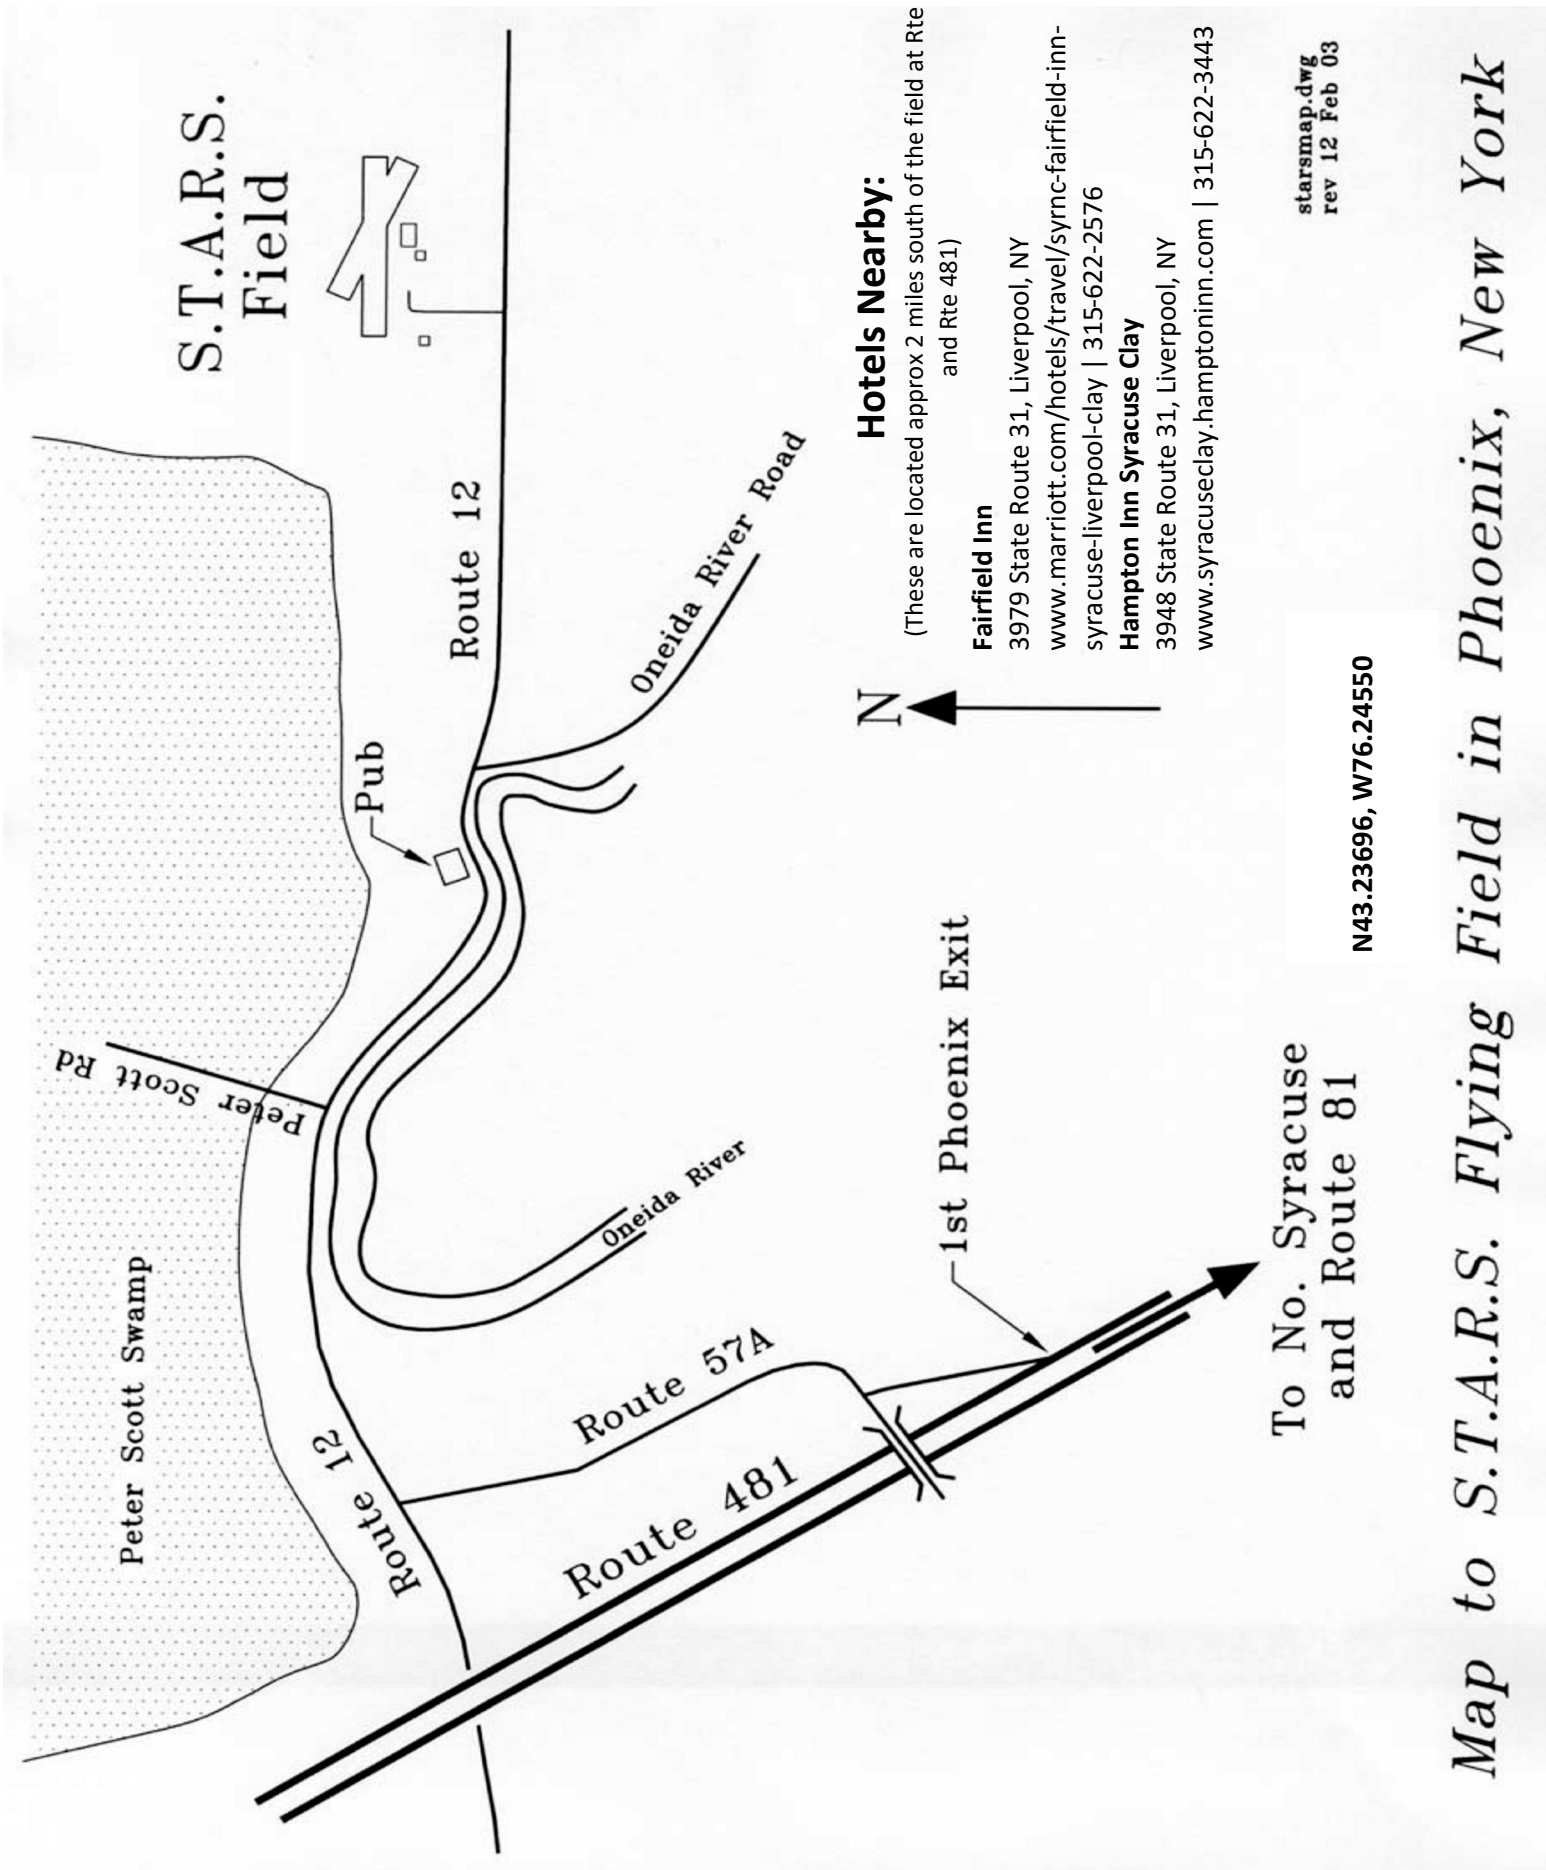 S.T.A.R.S.
Field
Peter Scott Swamp
Peter Scott Rd
Pub
Route 12
Route 12
Oneida River Road
Oneida River
Route 57A
Route 481
N
1st Phoenix Exit
To No. Syracuse
and Route 81
Hotels Nearby:
(These are located approx 2 miles south of the field at Rte
and Rte 481)
Fairfield Inn
3979 State Route 31, Liverpool, NY
www.marriott.com/hotels/travel/syrnc-fairfield-inn-
syracuse-liverpool-clay | 315-622-2576
Hampton Inn Syracuse Clay
3948 State Route 31, Liverpool, NY
www.syracuseclay.hamptoninn.com | 315-622-3443
starsmap.dwg
rev 12 Feb 03
N43.23696, W76.24550
Map to S.T.A.R.S. Flying Field in Phoenix, New York